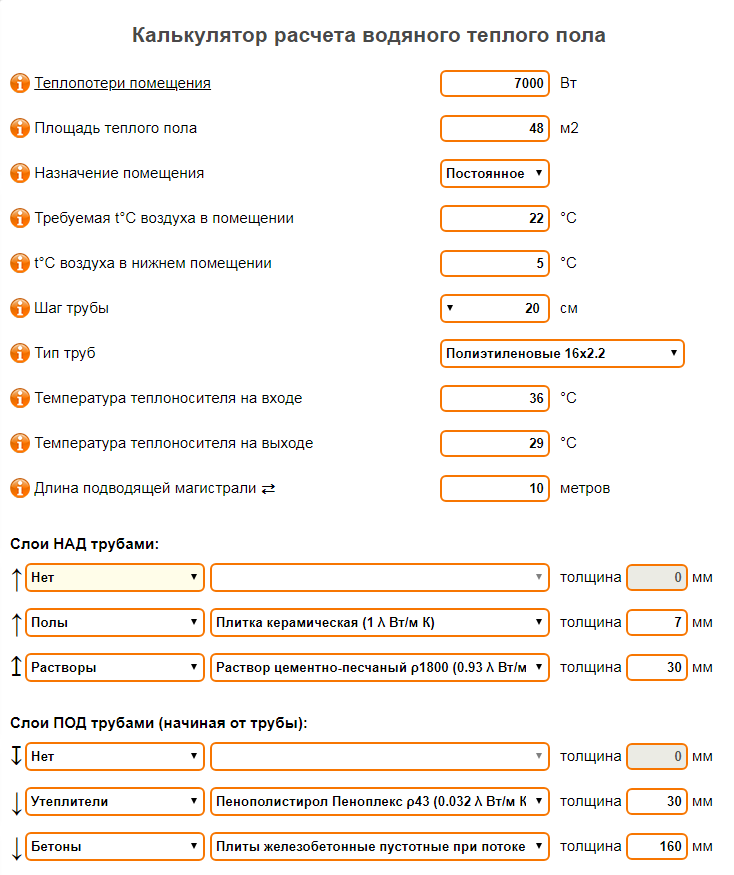 Калькулятор расчета водяного теплого пола
Теплопотери помещения 7000 Вт
Площадь теплого пола 48 м2
Назначение помещения Постоянное
Требуемая t°C воздуха в помещении 22 °C
t°C воздуха в нижнем помещении 5 °C
Шаг трубы 20 см
Тип труб Полиэтиленовые 16x2.2
Температура теплоносителя на входе 36 °C
Температура теплоносителя на выходе 29 °C
Длина подводящей магистрали ⇄ 10 метров
Слои НАД трубами:
↑ Нет толщина 0 мм
↑ Полы Плитка керамическая (1 λ Вт/м К) толщина 7 мм
↥ Растворы Раствор цементно-песчаный ρ1800 (0.93 λ Вт/м толщина 30 мм
Слои ПОД трубами (начиная от трубы):
↧ Нет толщина 0 мм
↓ Утеплители Пенополистирол Пеноплекс ρ43 (0.032 λ Вт/м К толщина 30 мм
↓ Бетоны Плиты железобетонные пустотные при потоке толщина 160 мм